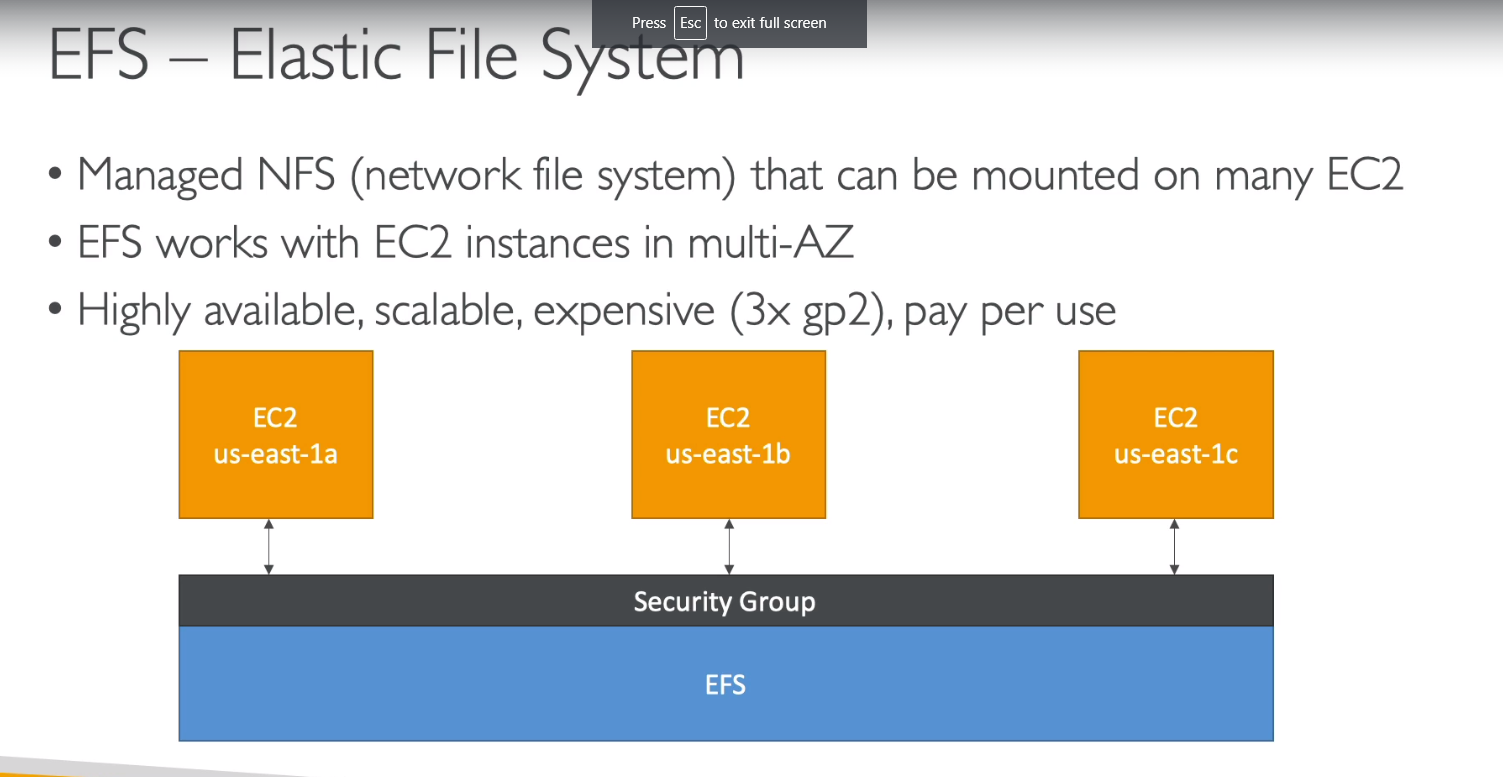 Press Esc to exit full screen
EFS – Elastic File System
• Managed NFS (network file system) that can be mounted on many EC2
• EFS works with EC2 instances in multi-AZ
• Highly available, scalable, expensive (3x gp2), pay per use
EC2
us-east-1a
EC2
us-east-1b
EC2
us-east-1c
Security Group
EFS